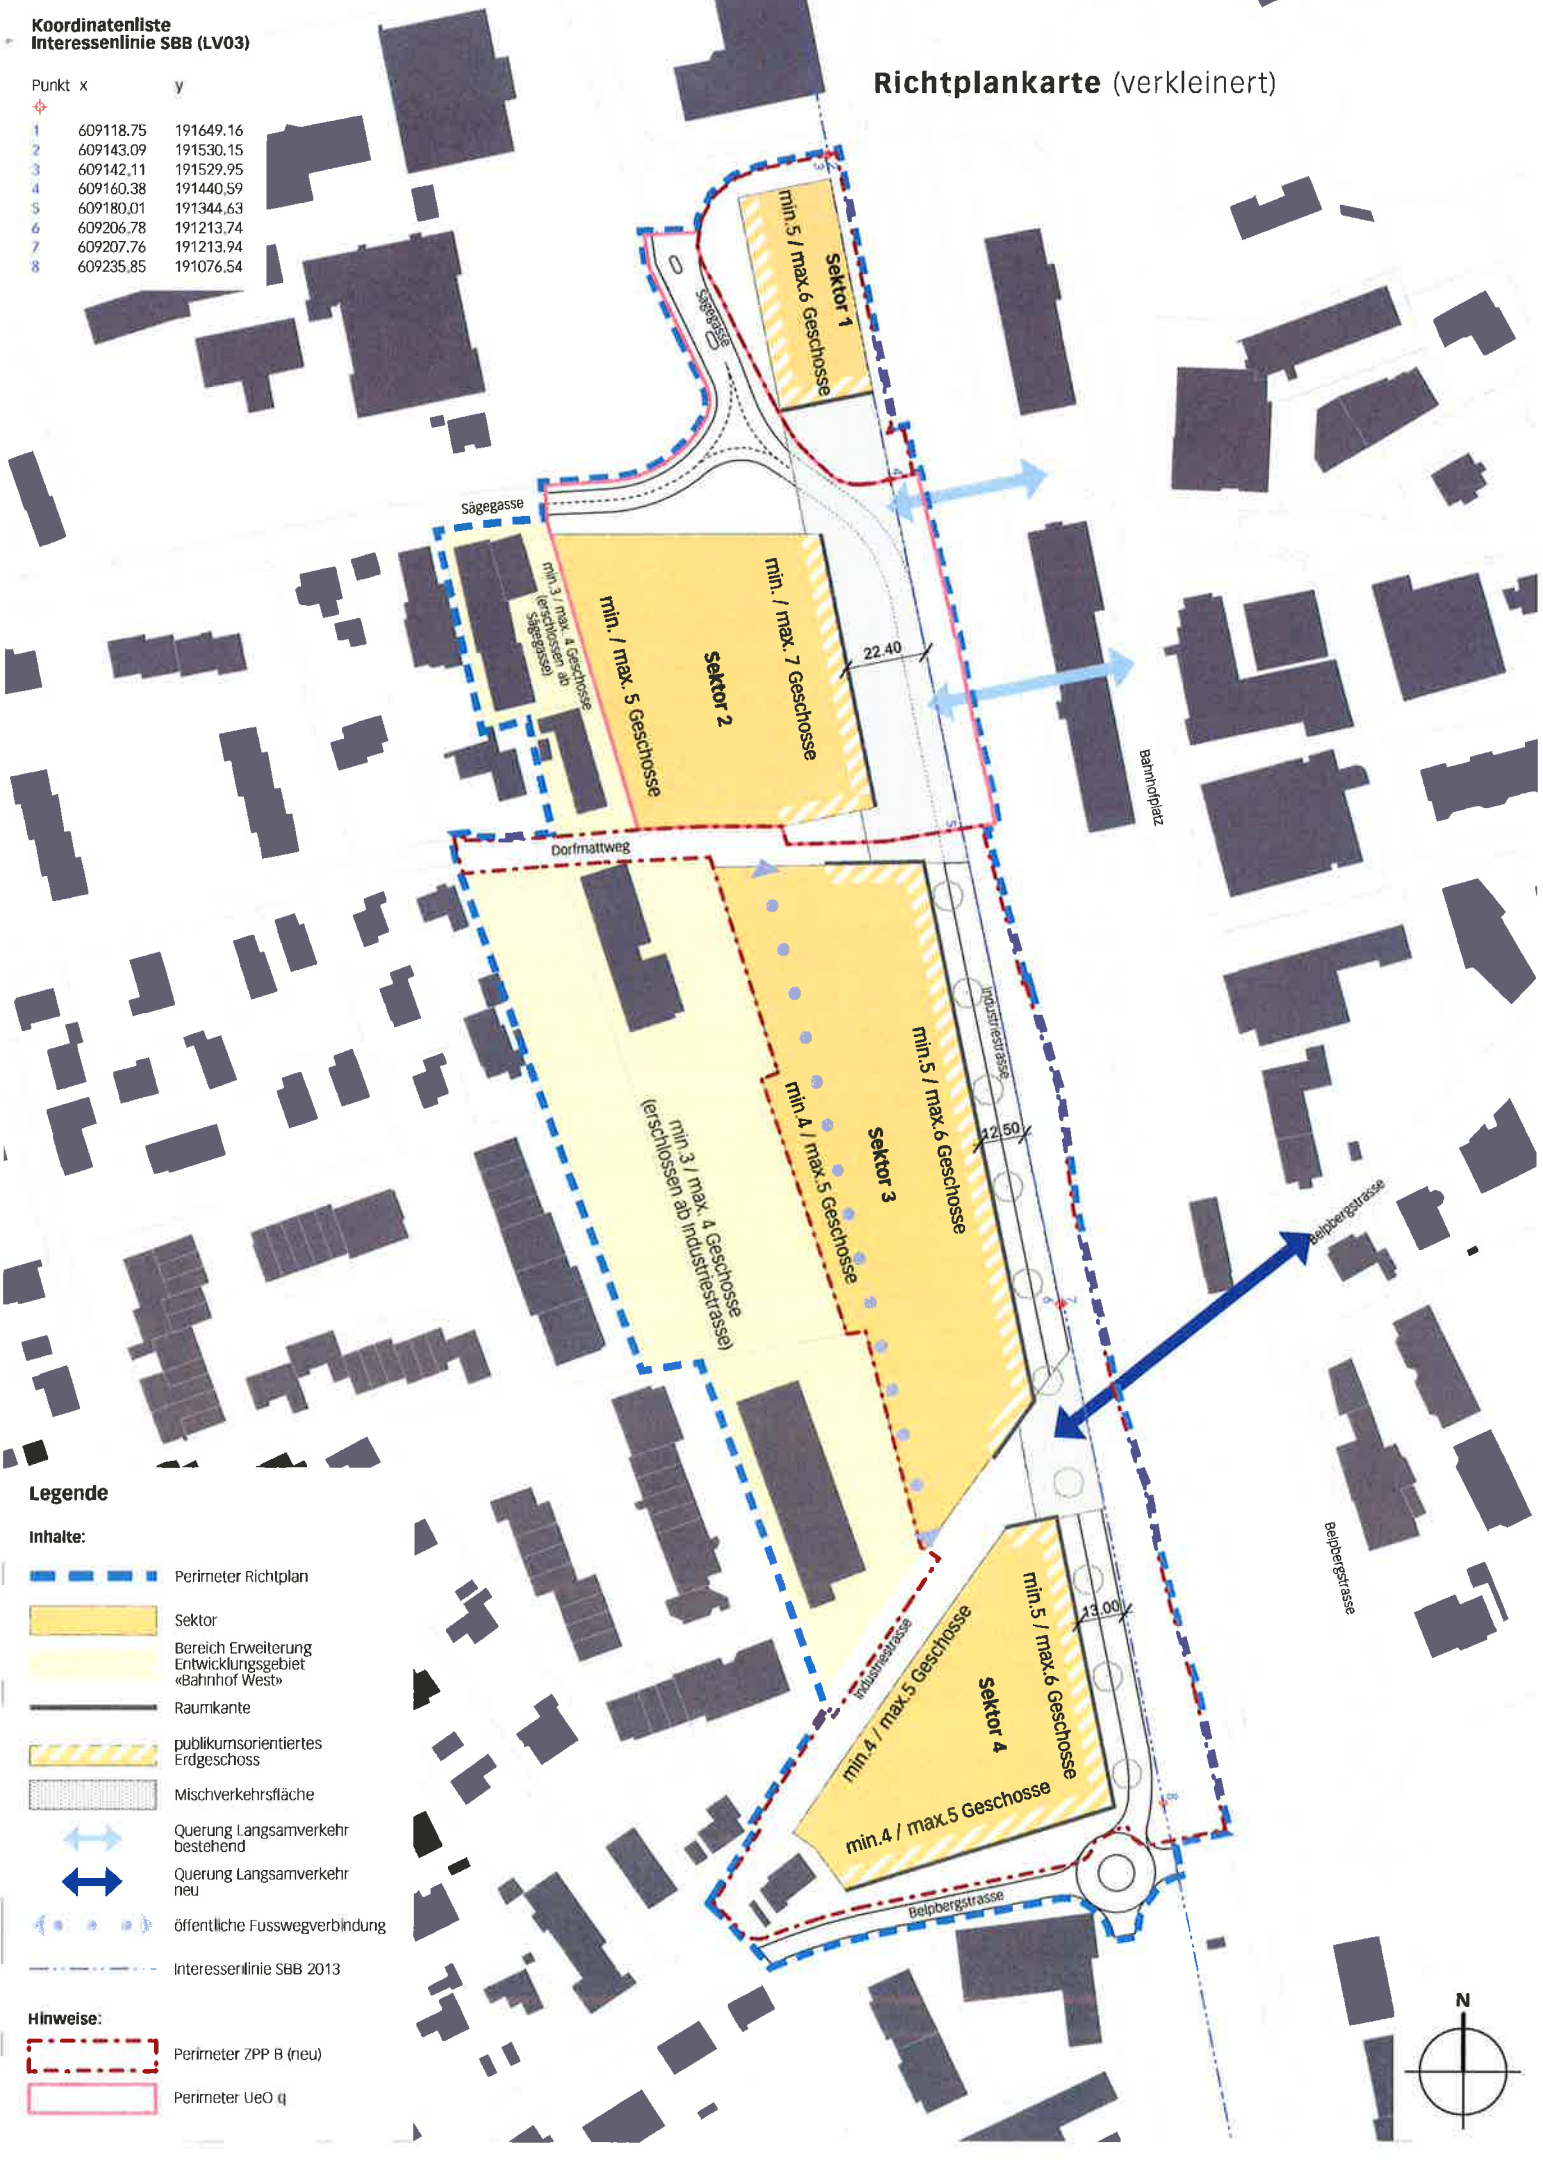 Koordinatenliste
Interessenlinie SBB (LV03)
Punkt x y
1 609118.75 191649.16
2 609143.09 191530.15
3 609142.11 191529.95
4 609160.38 191440.59
5 609180.01 191344.63
6 609206.78 191213.74
7 609207.76 191213.94
8 609235.85 191076.54
Richtplankarte (verkleinert)
2
3
Sektor 1
min.5 / max.6 Geschosse
Sägegasse
4
Sägegasse
min.3 / max. 4 Geschosse
(erschlossen ab
Sägegasse)
min. / max. 5 Geschosse
Sektor 2
min. / max. 7 Geschosse
22.40
Bahnhofplatz
5
Dorfmattweg
Industriestrasse
min.5 / max.6 Geschosse
12.50
Sektor 3
min.4 / max.5 Geschosse
min.3 / max. 4 Geschosse
(erschlossen ab Industriestrasse)
Belpbergstrasse
6
7
Belpbergstrasse
Industriestrasse
min.4 / max.5 Geschosse
Sektor 4
min.5 / max.6 Geschosse
13.00
min.4 / max.5 Geschosse
8
Belpbergstrasse
N
Legende
Inhalte:
Perimeter Richtplan
Sektor
Bereich Erweiterung
Entwicklungsgebiet
«Bahnhof West»
Raumkante
publikumsorientiertes
Erdgeschoss
Mischverkehrsfläche
Querung Langsamverkehr
bestehend
Querung Langsamverkehr
neu
öffentliche Fusswegverbindung
Interessenlinie SBB 2013
Hinweise:
Perimeter ZPP B (neu)
Perimeter UeO q